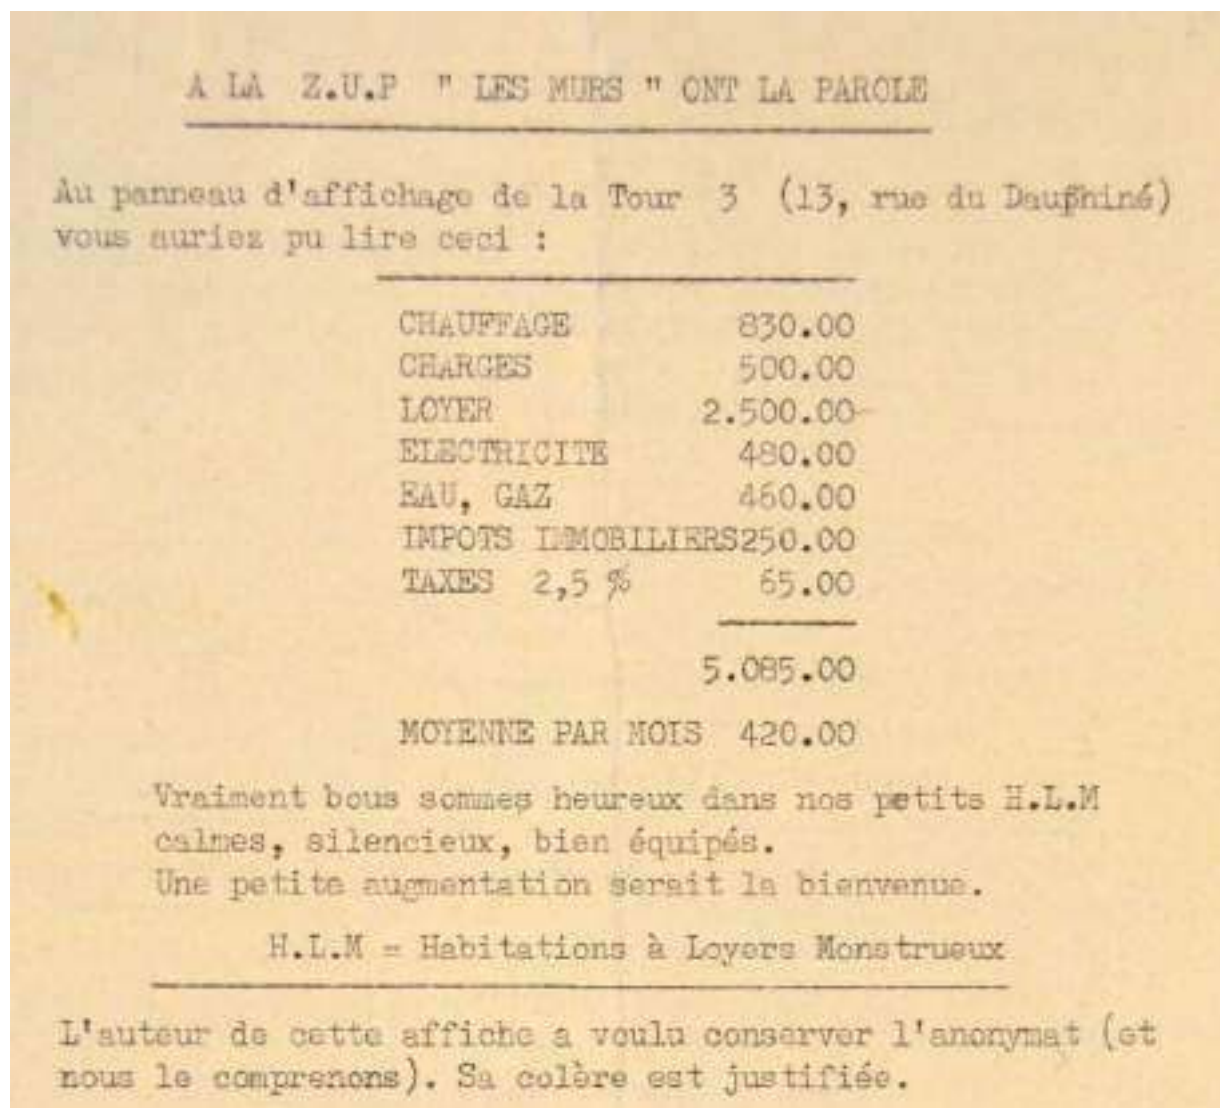 A LA Z.U.P " LES MURS " ONT LA PAROLE
Au panneau d'affichage de la Tour 3 (13, rue du Dauphiné)
vous auriez pu lire ceci :
CHAUFFAGE 830.00
CHARGES 500.00
LOYER 2.500.00
ELECTRICITE 480.00
EAU, GAZ 460.00
IMPOTS IMMOBILIERS250.00
TAXES 2,5 % 65.00
5.085.00
MOYENNE PAR MOIS 420.00
Vraiment bous sommes heureux dans nos petits H.L.M
calmes, silencieux, bien équipés.
Une petite augmentation serait la bienvenue.
H.L.M = Habitations à Loyers Monstrueux
L'auteur de cette affiche a voulu conserver l'anonymat (et
nous le comprenons). Sa colère est justifiée.